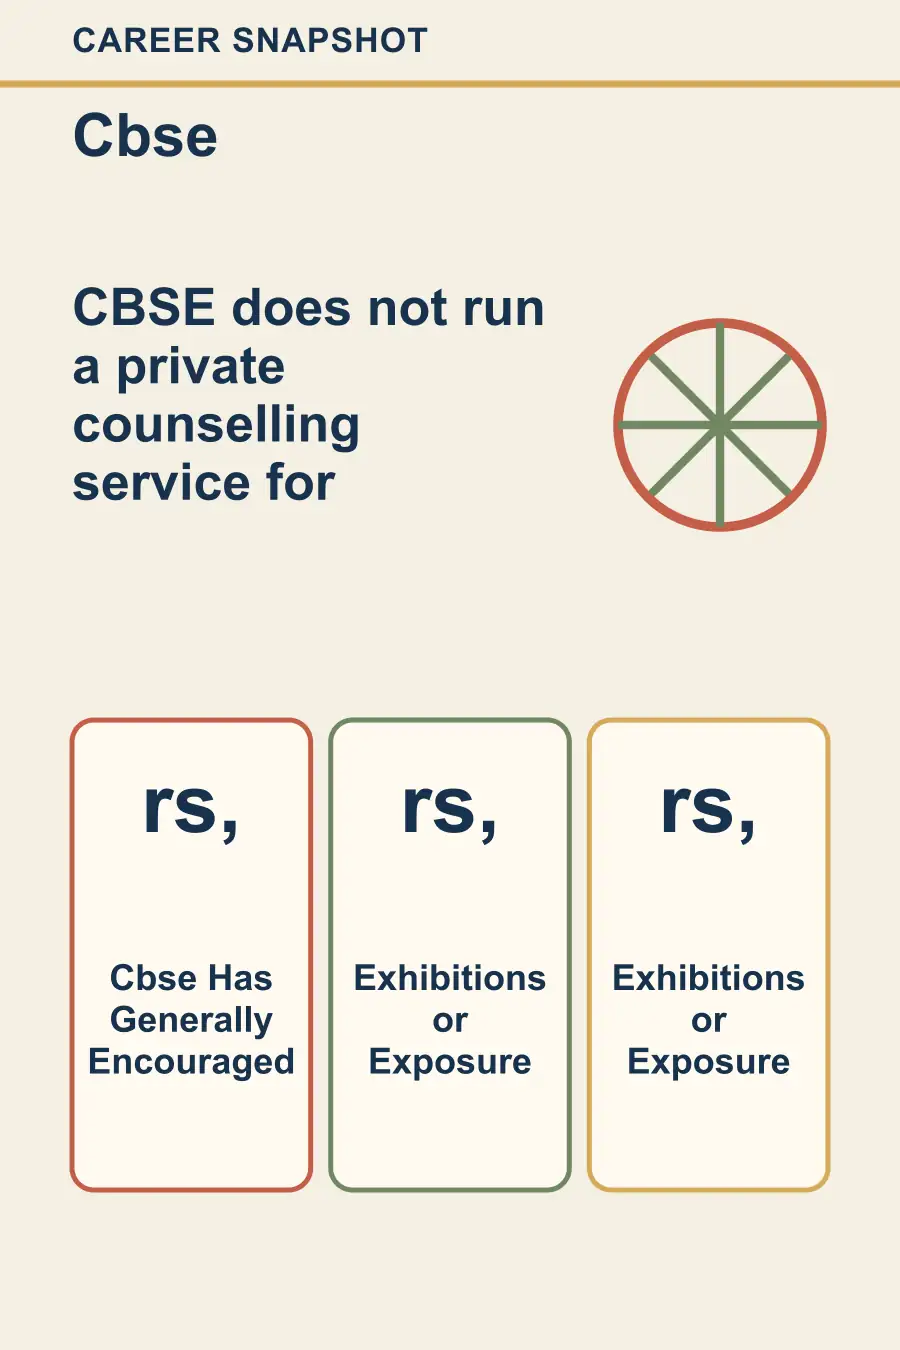 CAREER SNAPSHOT
Cbse
CBSE does not run
a private
counselling
service for
rs,
Cbse Has
Generally
Encouraged
rs,
Exhibitions
or
Exposure
rs,
Exhibitions
or
Exposure